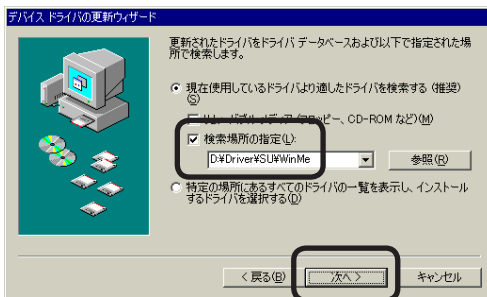 デバイス ドライバの更新ウィザード
更新されたドライバをドライバ データベースおよび以下で指定された場
所で検索します。
現在使用しているドライバより適したドライバを検索する (推奨)
(S)
リムーバブル メディア (フロッピー、CD-ROM など)(M)
検索場所の指定(L):
D:¥Driver¥SU¥WinMe
参照(R)
特定の場所にあるすべてのドライバの一覧を表示し、インストール
するドライバを選択する(D)
< 戻る(B)
次へ >
キャンセル